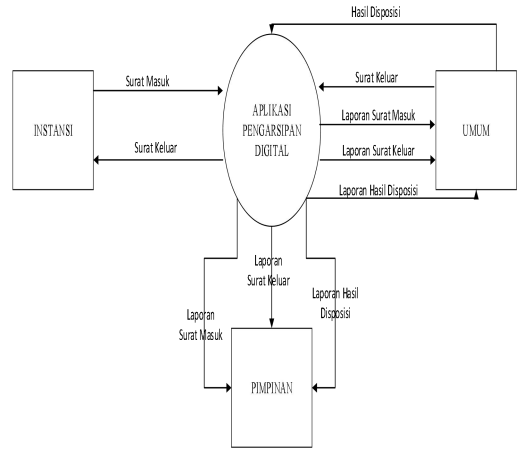 Hasil Disposisi
Surat Masuk
Surat Keluar
APLIKASI
PENGARSIPAN
DIGITAL
INSTANSI
Laporan Surat Masuk
UMUM
Surat Keluar
Laporan Surat Keluar
Laporan Hasil Disposisi
Laporan
Surat Keluar
Laporan Hasil
Disposisi
Laporan
Surat Masuk
PIMPINAN